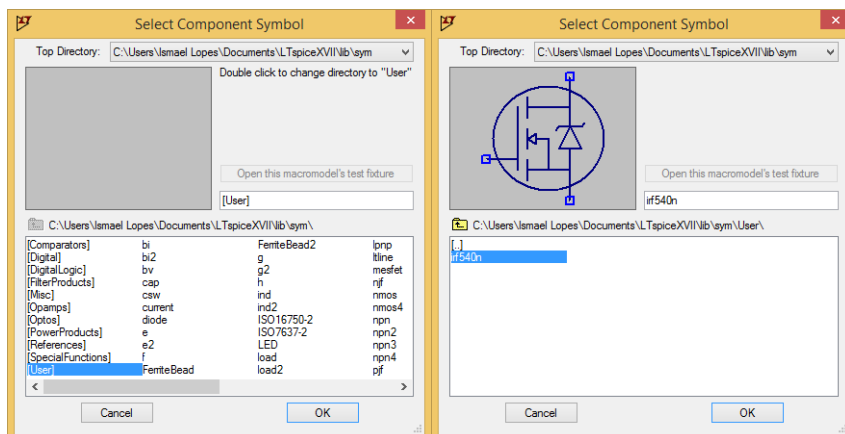 Select Component Symbol
Top Directory: C:\Users\Ismael Lopes\Documents\LTspiceXVII\lib\sym
Double click to change directory to "User"
Open this macromodel's test fixture
[User]
C:\Users\Ismael Lopes\Documents\LTspiceXVII\lib\sym\
[Comparators] bi FerriteBead2 lpnp
[Digital] bi2 g ltline
[DigitalLogic] bv g2 mesfet
[FilterProducts] cap h njf
[Misc] csw ind nmos
[Opamps] current ind2 nmos4
[Optos] diode ISO16750-2 npn
[PowerProducts] e ISO7637-2 npn2
[References] e2 LED npn3
[SpecialFunctions] f load npn4
[User] FerriteBead load2 pjf
Cancel OK
Select Component Symbol
Top Directory: C:\Users\Ismael Lopes\Documents\LTspiceXVII\lib\sym
Open this macromodel's test fixture
irf540n
C:\Users\Ismael Lopes\Documents\LTspiceXVII\lib\sym\User\
[..]
irf540n
Cancel OK